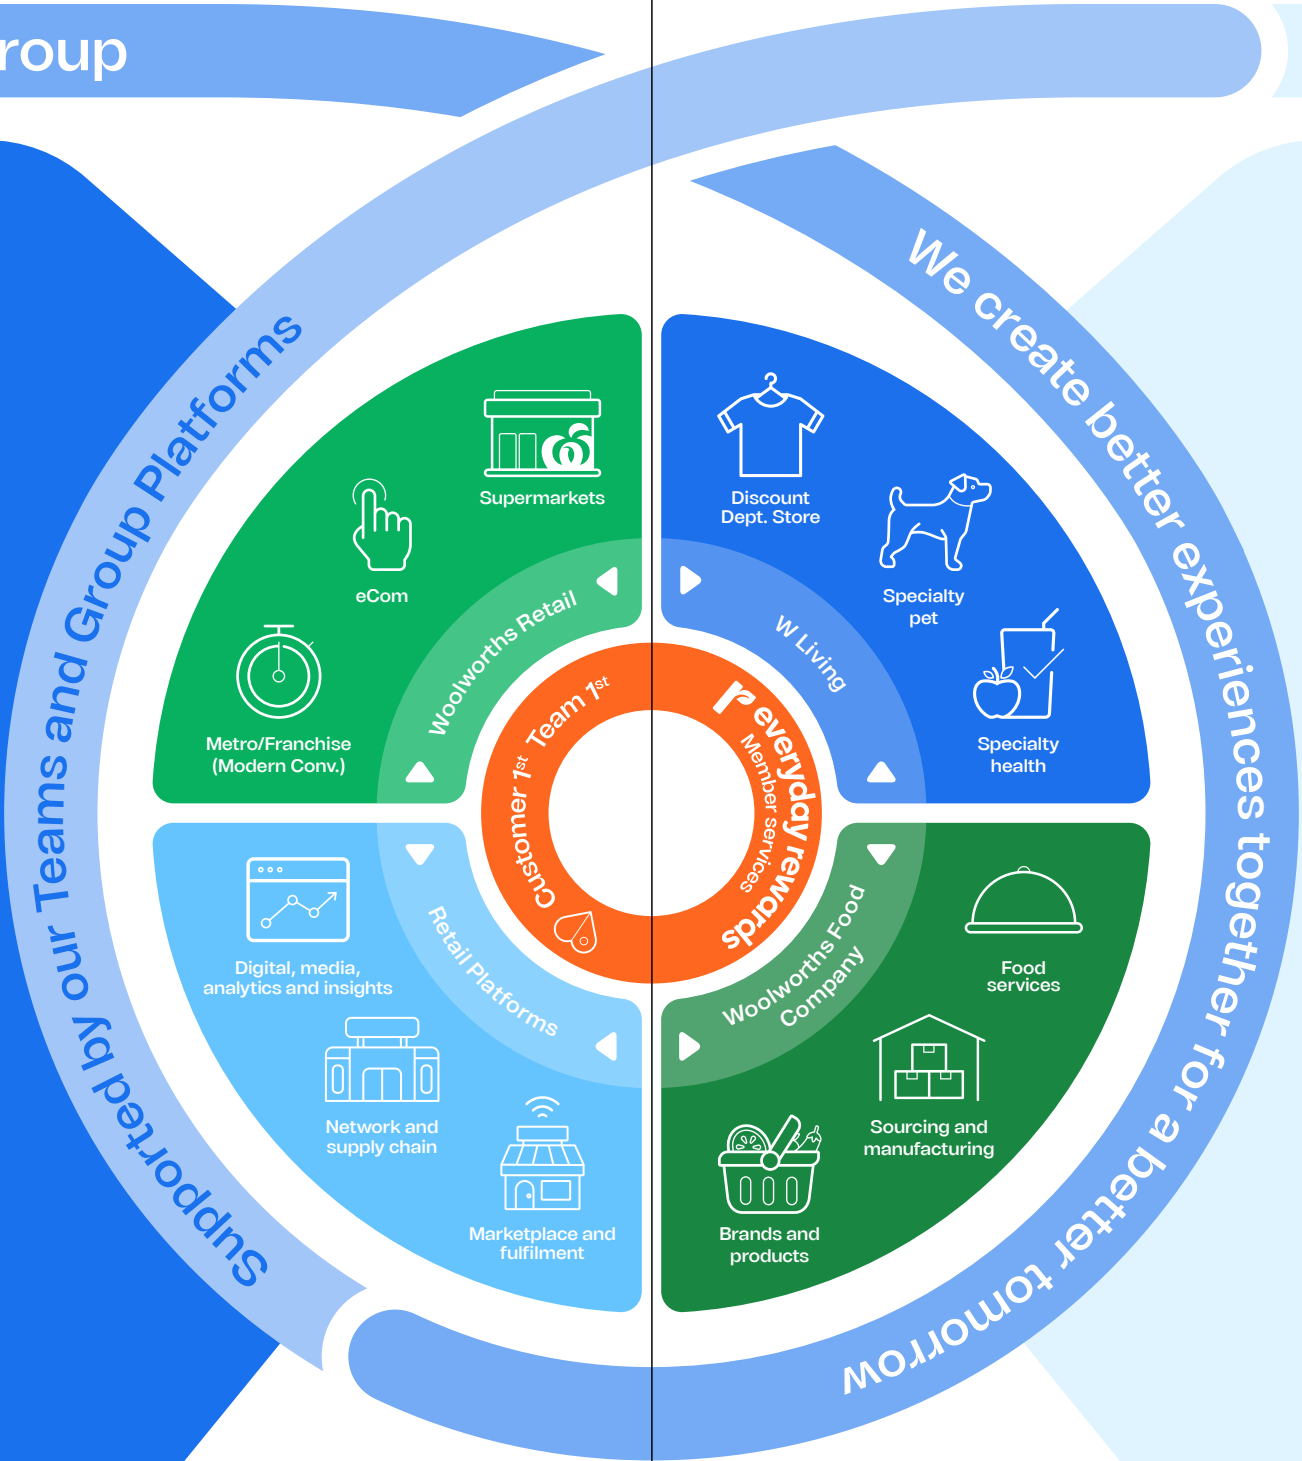 roup
Supported by our Teams and Group Platforms
We create better experiences together for a better tomorrow
Supermarkets
eCom
Metro/Franchise
(Modern Conv.)
Woolworths Retail
Discount
Dept. Store
Specialty
pet
Specialty
health
W Living
Customer 1st Team 1st
everyday rewards
Member services
Digital, media,
analytics and insights
Network and
supply chain
Marketplace and
fulfilment
Retail Platforms
Woolworths Food
Company
Food
services
Sourcing and
manufacturing
Brands and
products